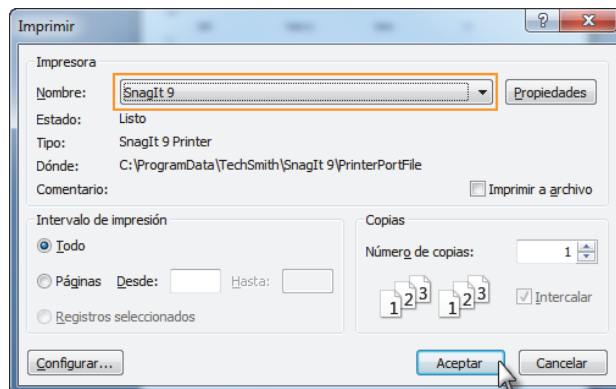 Imprimir
Impresora
Nombre: SnagIt 9 Propiedades
Estado: Listo
Tipo: SnagIt 9 Printer
Dónde: C:\ProgramData\TechSmith\SnagIt 9\PrinterPortFile
Comentario: Imprimir a archivo
Intervalo de impresión
Todo
Páginas Desde: Hasta:
Registros seleccionados
Copias
Número de copias: 1
1 2 3 1 2 3
Intercalar
Configurar... Aceptar Cancelar